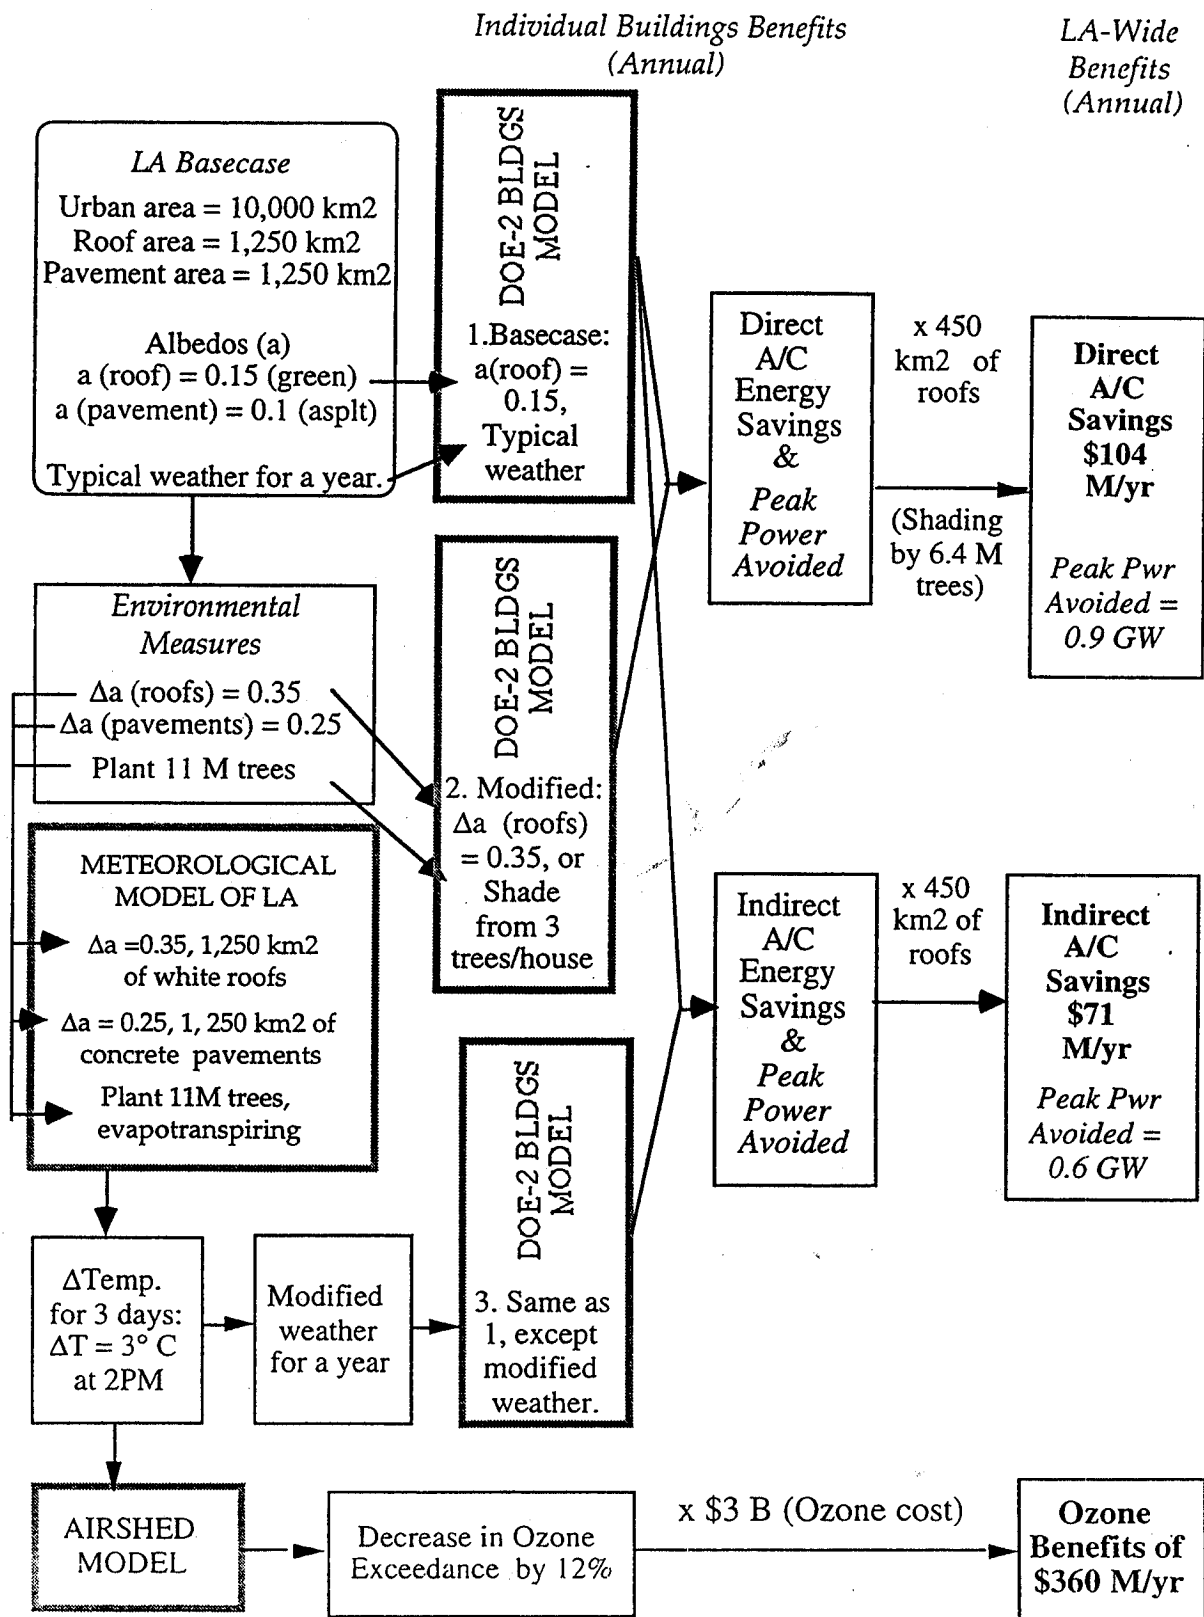 Individual Buildings Benefits
(Annual)
LA-Wide
Benefits
(Annual)
LA Basecase
Urban area = 10,000 km2
Roof area = 1,250 km2
Pavement area = 1,250 km2
Albedos (a)
a (roof) = 0.15 (green)
a (pavement) = 0.1 (asplt)
Typical weather for a year.
DOE-2 BLDGS
MODEL
1.Basecase:
a(roof) =
0.15,
Typical
weather
Direct
A/C
Energy
Savings
&
Peak
Power
Avoided
x 450
km2 of
roofs
(Shading
by 6.4 M
trees)
Direct
A/C
Savings
$104
M/yr
Peak Pwr
Avoided =
0.9 GW
Environmental
Measures
Δa (roofs) = 0.35
Δa (pavements) = 0.25
Plant 11 M trees
DOE-2 BLDGS
MODEL
2. Modified:
Δa (roofs)
= 0.35, or
Shade
from 3
trees/house
METEOROLOGICAL
MODEL OF LA
Δa =0.35, 1,250 km2
of white roofs
Δa = 0.25, 1, 250 km2 of
concrete pavements
Plant 11M trees,
evapotranspiring
Indirect
A/C
Energy
Savings
&
Peak
Power
Avoided
x 450
km2 of
roofs
Indirect
A/C
Savings
$71
M/yr
Peak Pwr
Avoided =
0.6 GW
ΔTemp.
for 3 days:
ΔT = 3° C
at 2PM
Modified
weather
for a year
DOE-2 BLDGS
MODEL
3. Same as
1, except
modified
weather.
AIRSHED
MODEL
Decrease in Ozone
Exceedance by 12%
x $3 B (Ozone cost)
Ozone
Benefits of
$360 M/yr